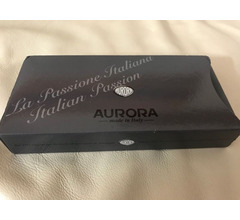 La Passione Italiana
Italian Passion
AURORA
made in Italy